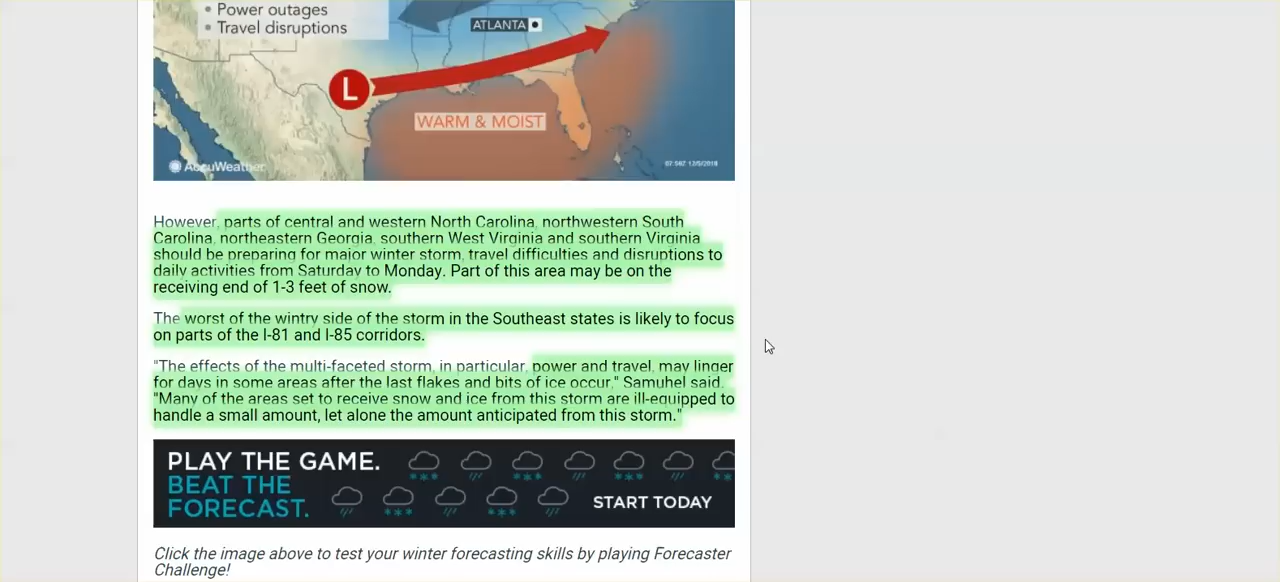 • Power outages
• Travel disruptions
ATLANTA
L
WARM & MOIST
AccuWeather
However, parts of central and western North Carolina, northwestern South
Carolina, northeastern Georgia, southern West Virginia and southern Virginia
should be preparing for major winter storm, travel difficulties and disruptions to
daily activities from Saturday to Monday. Part of this area may be on the
receiving end of 1-3 feet of snow.
The worst of the wintry side of the storm in the Southeast states is likely to focus
on parts of the I-81 and I-85 corridors.
"The effects of the multi-faceted storm, in particular, power and travel, may linger
for days in some areas after the last flakes and bits of ice occur," Samuhel said.
"Many of the areas set to receive snow and ice from this storm are ill-equipped to
handle a small amount, let alone the amount anticipated from this storm."
PLAY THE GAME.
BEAT THE
FORECAST.
START TODAY
Click the image above to test your winter forecasting skills by playing Forecaster
Challenge!